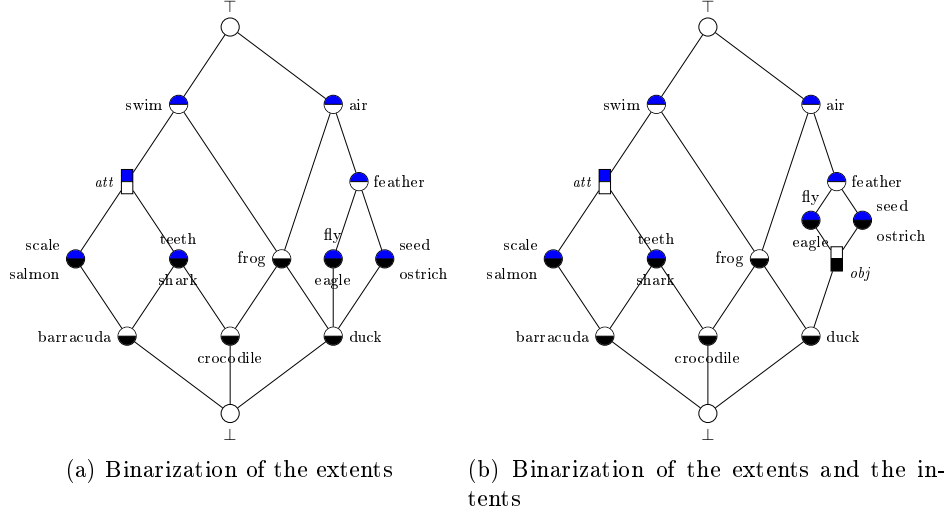 ⊤
swim
air
att
feather
scale
teeth
fly
seed
salmon
shark
frog
eagle
ostrich
barracuda
duck
crocodile
⊥
(a) Binarization of the extents
⊤
swim
air
att
feather
fly
seed
scale
teeth
eagle
ostrich
salmon
shark
frog
obj
barracuda
duck
crocodile
⊥
(b) Binarization of the extents and the in-
tents